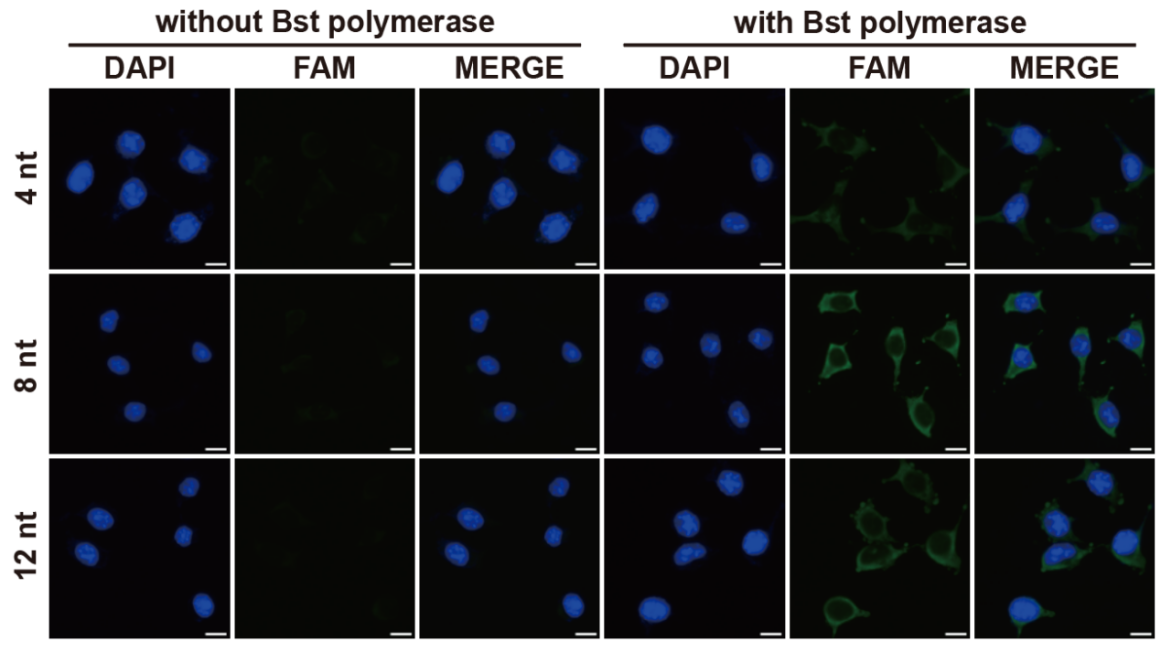 without Bst polymerase with Bst polymerase
DAPI FAM MERGE DAPI FAM MERGE
4 nt
8 nt
12 nt